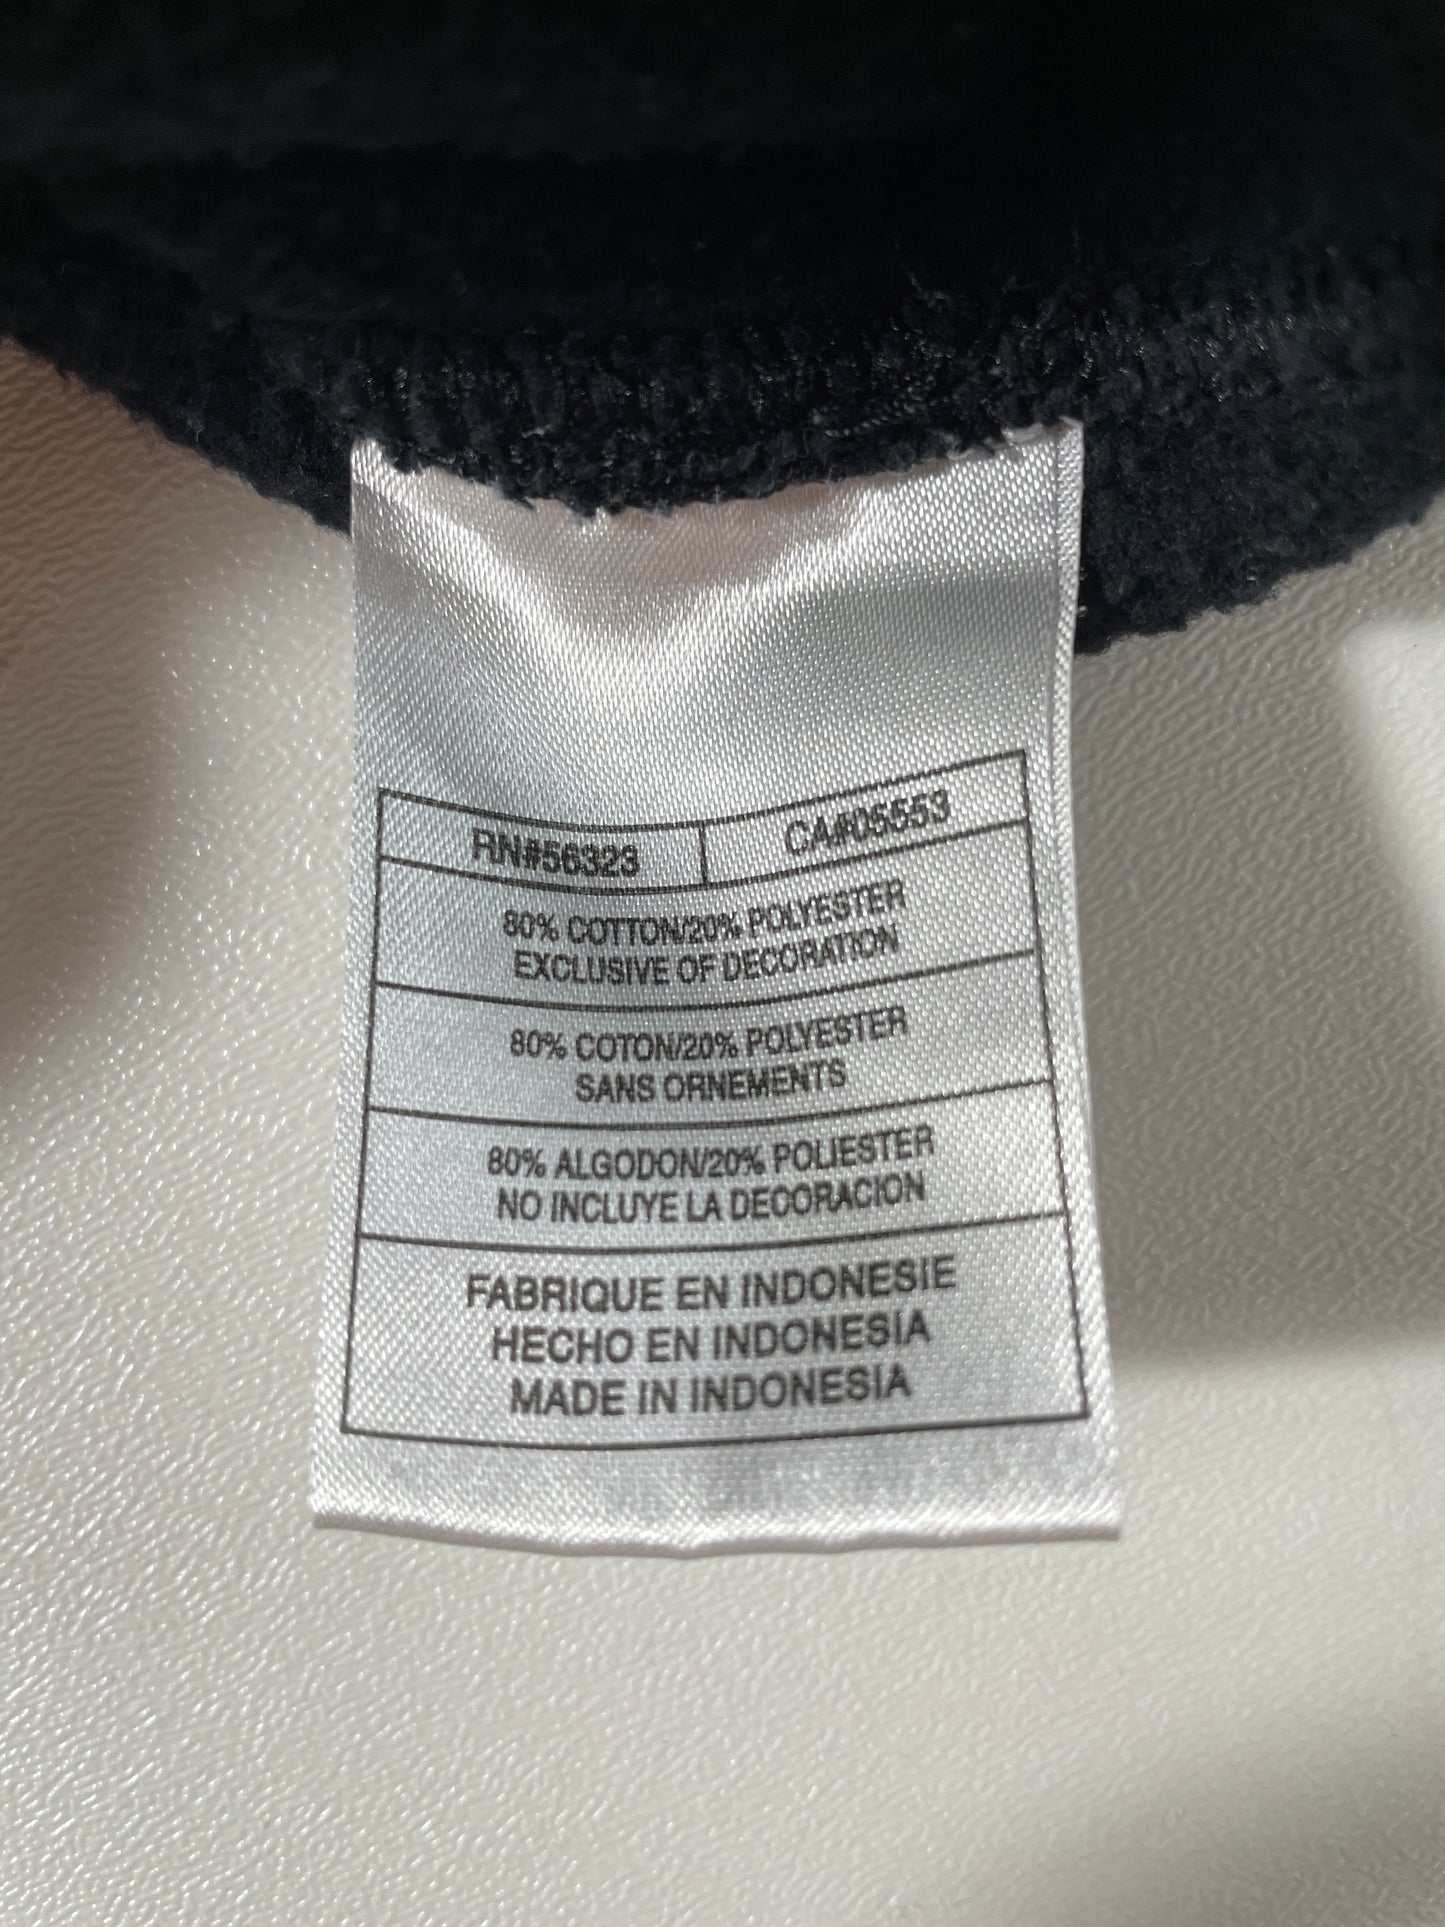 RN#56323 CA#05553
80% COTTON/20% POLYESTER
EXCLUSIVE OF DECORATION
80% COTON/20% POLYESTER
SANS ORNEMENTS
80% ALGODON/20% POLIESTER
NO INCLUYE LA DECORACION
FABRIQUE EN INDONESIE
HECHO EN INDONESIA
MADE IN INDONESIA